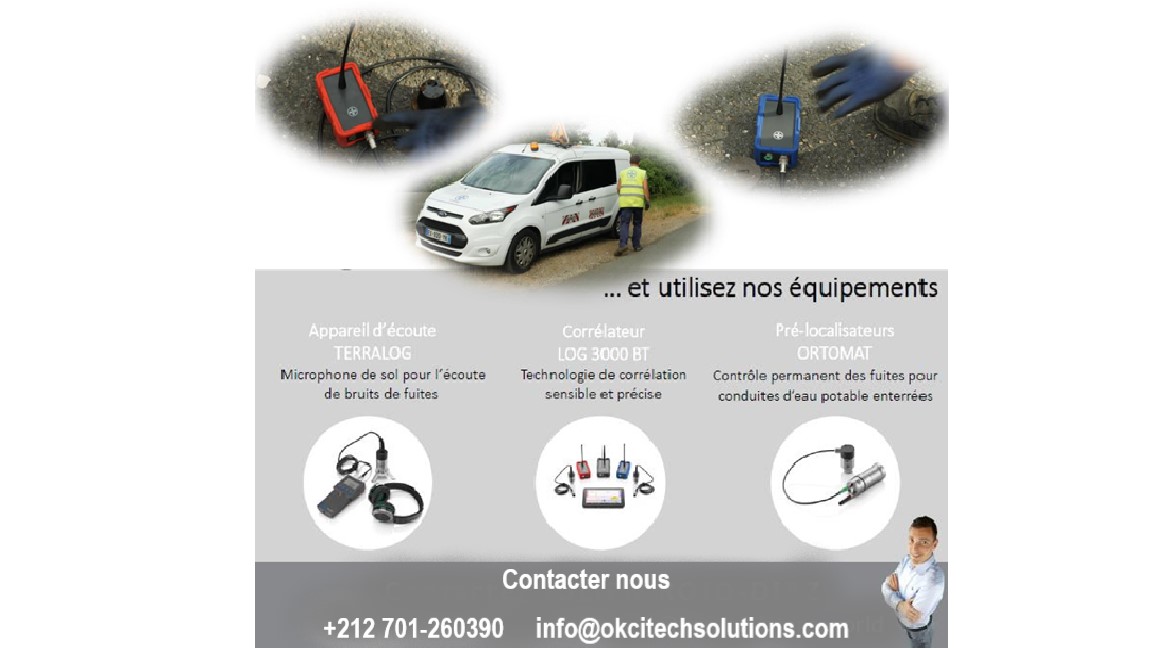 ... et utilisez nos équipements
Appareil d'écoute
TERRALOG
Microphone de sol pour l'écoute
de bruits de fuites
Corrélateur
LOG 3000 BT
Technologie de corrélation
sensible et précise
Pré-localisateurs
ORTOMAT
Contrôle permanent des fuites pour
conduites d'eau potable enterrées
Contacter nous
+212 701-260390 info@okcitechsolutions.com